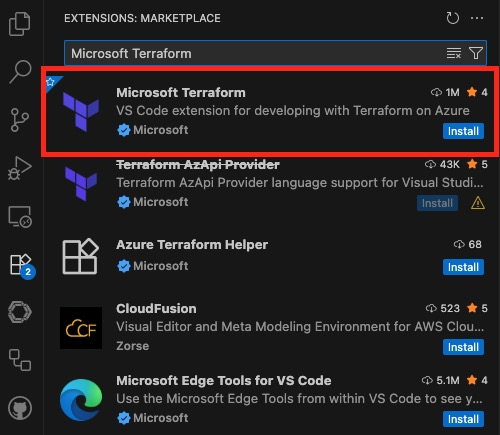 EXTENSIONS: MARKETPLACE
Microsoft Terraform
Microsoft Terraform 1M 4
VS Code extension for developing with Terraform on Azure
Microsoft Install
Terraform AzApi Provider 43K 5
Terraform AzApi Provider language support for Visual Studi...
Microsoft Install
Azure Terraform Helper 68
Microsoft Install
CloudFusion 523 5
Visual Editor and Meta Modeling Environment for AWS Clou...
Zorse Install
Microsoft Edge Tools for VS Code 5.1M 4
Use the Microsoft Edge Tools from within VS Code to see y...
Microsoft Install
2
CCF